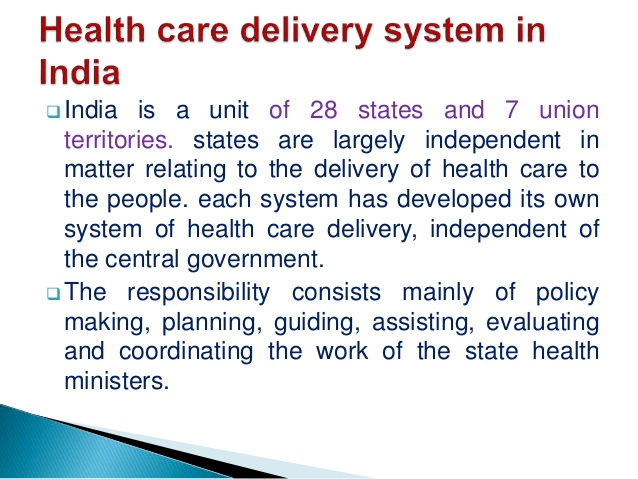 Health care delivery system in
India
India is a unit of 28 states and 7 union
territories. states are largely independent in
matter relating to the delivery of health care to
the people. each system has developed its own
system of health care delivery, independent of
the central government.
The responsibility consists mainly of policy
making, planning, guiding, assisting, evaluating
and coordinating the work of the state health
ministers.